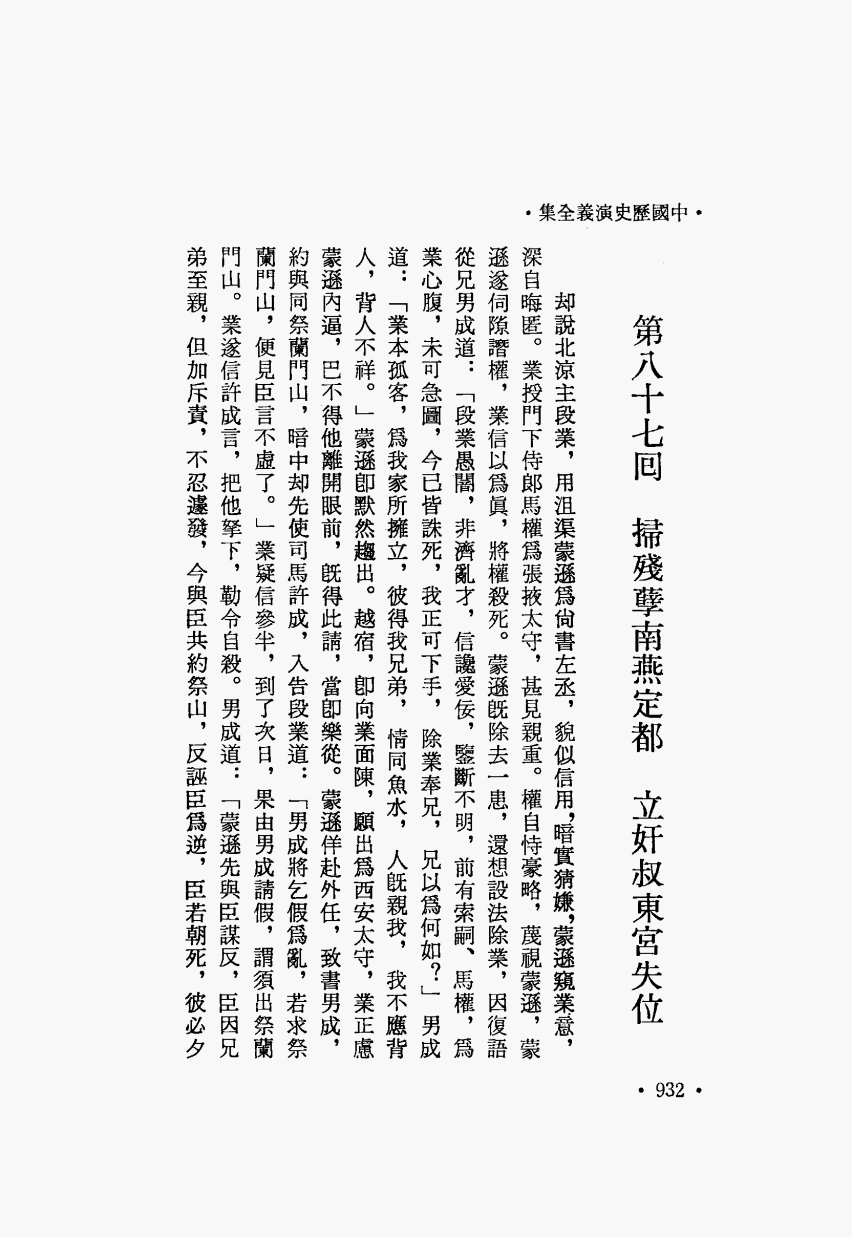 ·中國歷史演義全集·
第八十七回　掃殘孽南燕定都　立奸叔東宮失位
却說北涼主段業，用沮渠蒙遜爲尙書左丞，貌似信用，暗實猜嫌，蒙遜窺業意，
深自晦匿。業授門下侍郎馬權爲張掖太守，甚見親重。權自恃豪略，蔑視蒙遜，蒙
遜遂伺隙譖權，業信以爲眞，將權殺死。蒙遜旣除去一患，還想設法除業，因復語
從兄男成道：「段業愚闇，非濟亂才，信讒愛佞，鑒斷不明，前有索嗣、馬權，爲
業心腹，未可急圖，今已皆誅死，我正可下手，除業奉兄，兄以爲何如？」男成
道：「業本孤客，爲我家所擁立，彼得我兄弟，情同魚水，人旣親我，我不應背
人，背人不祥。」蒙遜卽默然趨出。越宿，卽向業面陳，願出爲西安太守，業正慮
蒙遜內逼，巴不得他離開眼前，旣得此請，當卽樂從。蒙遜佯赴外任，致書男成，
約與同祭蘭門山，暗中却先使司馬許成，入告段業道：「男成將乞假爲亂，若求祭
蘭門山，便見臣言不虛了。」業疑信參半，到了次日，果由男成請假，謂須出祭蘭
門山。業遂信許成言，把他拏下，勒令自殺。男成道：「蒙遜先與臣謀反，臣因兄
弟至親，但加斥責，不忍遽發，今與臣共約祭山，反誣臣爲逆，臣若朝死，彼必夕
·932·